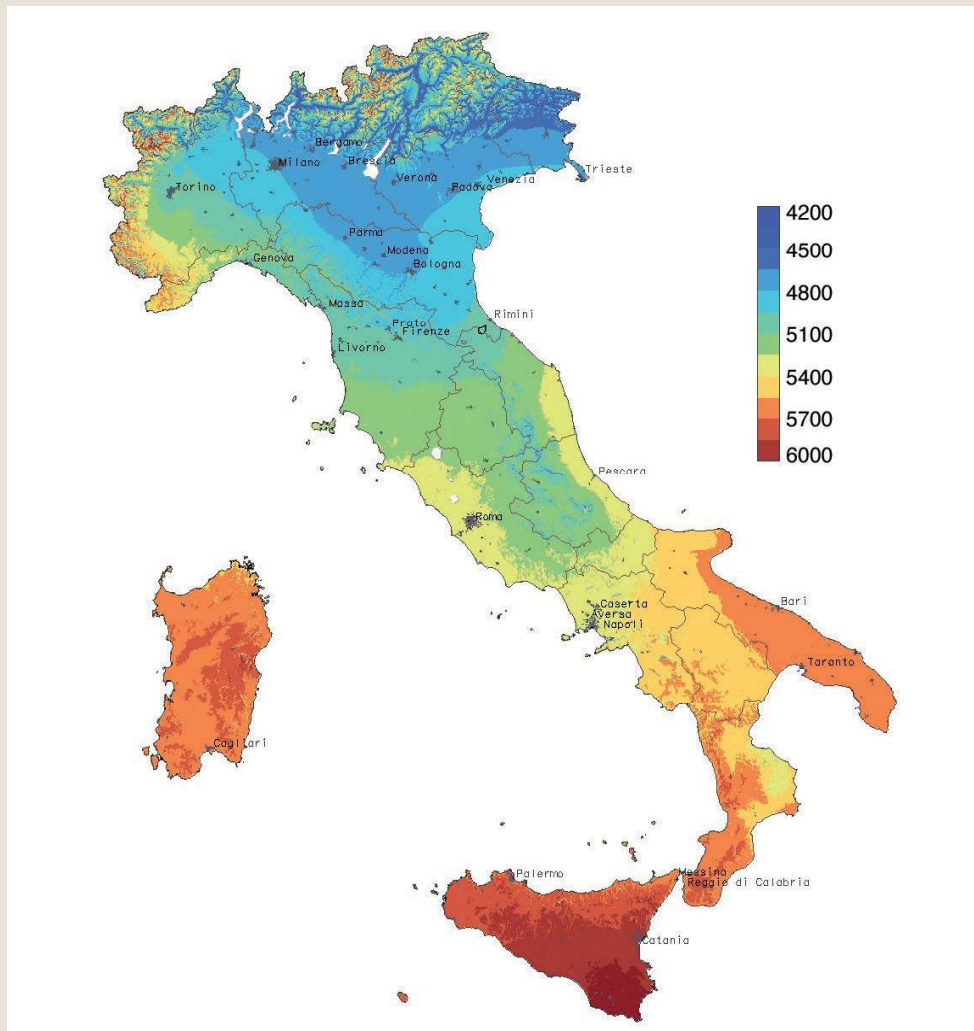 Bergamo
Milano
Brescia
Trieste
Verona
Venezia
Padova
Torino
Parma
Modena
Genova
Bologna
Massa
Rimini
Prato
Firenze
Livorno
Pescara
Roma
Caserta
Aversa
Napoli
Bari
Taranto
Cagliari
Messina
Reggio di Calabria
Palermo
Catania
4200
4500
4800
5100
5400
5700
6000